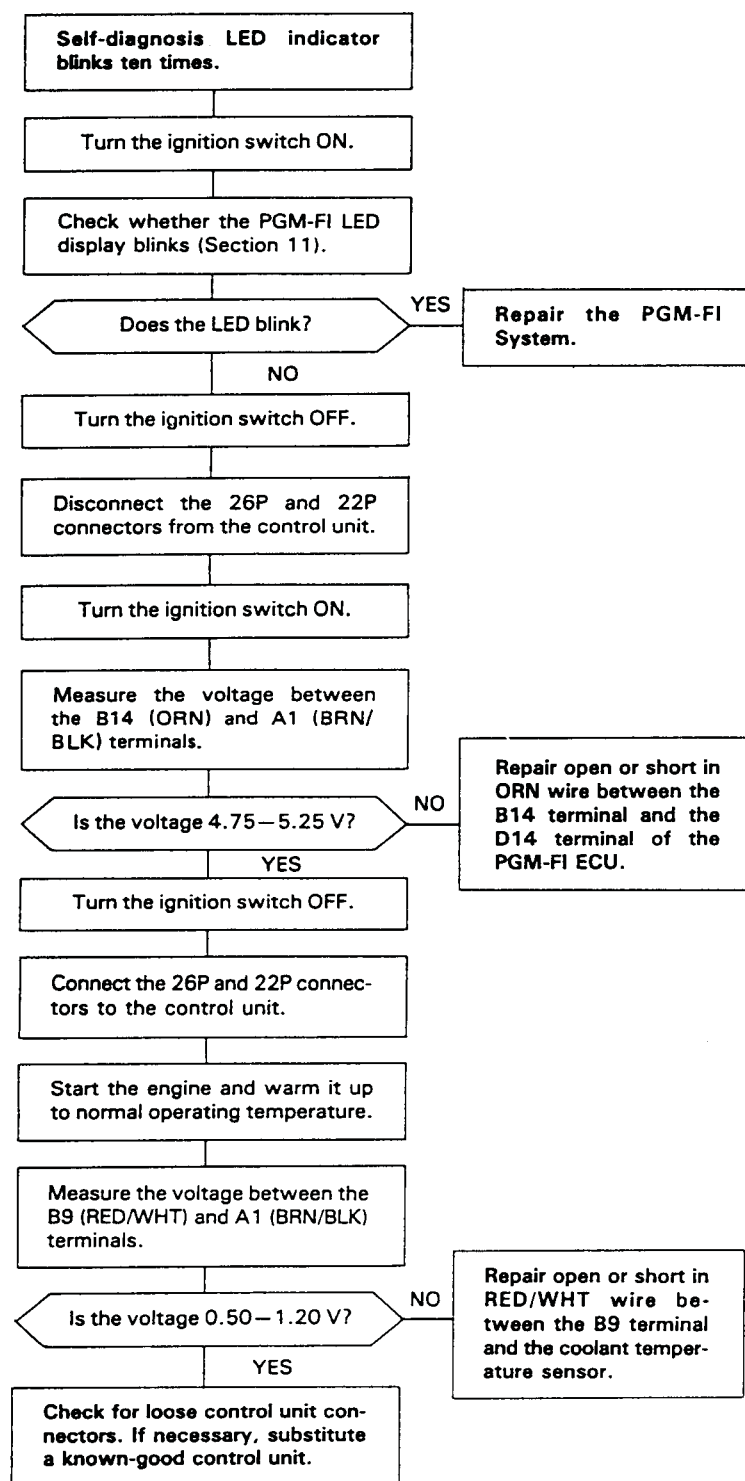 Self-diagnosis LED indicator
blinks ten times.
Turn the ignition switch ON.
Check whether the PGM-FI LED
display blinks (Section 11).
Does the LED blink?
YES
Repair the PGM-FI
System.
NO
Turn the ignition switch OFF.
Disconnect the 26P and 22P
connectors from the control unit.
Turn the ignition switch ON.
Measure the voltage between
the B14 (ORN) and A1 (BRN/
BLK) terminals.
Is the voltage 4.75–5.25 V?
NO
Repair open or short in
ORN wire between the
B14 terminal and the
D14 terminal of the
PGM-FI ECU.
YES
Turn the ignition switch OFF.
Connect the 26P and 22P connec-
tors to the control unit.
Start the engine and warm it up
to normal operating temperature.
Measure the voltage between the
B9 (RED/WHT) and A1 (BRN/BLK)
terminals.
Is the voltage 0.50–1.20 V?
NO
Repair open or short in
RED/WHT wire be-
tween the B9 terminal
and the coolant temper-
ature sensor.
YES
Check for loose control unit con-
nectors. If necessary, substitute
a known-good control unit.